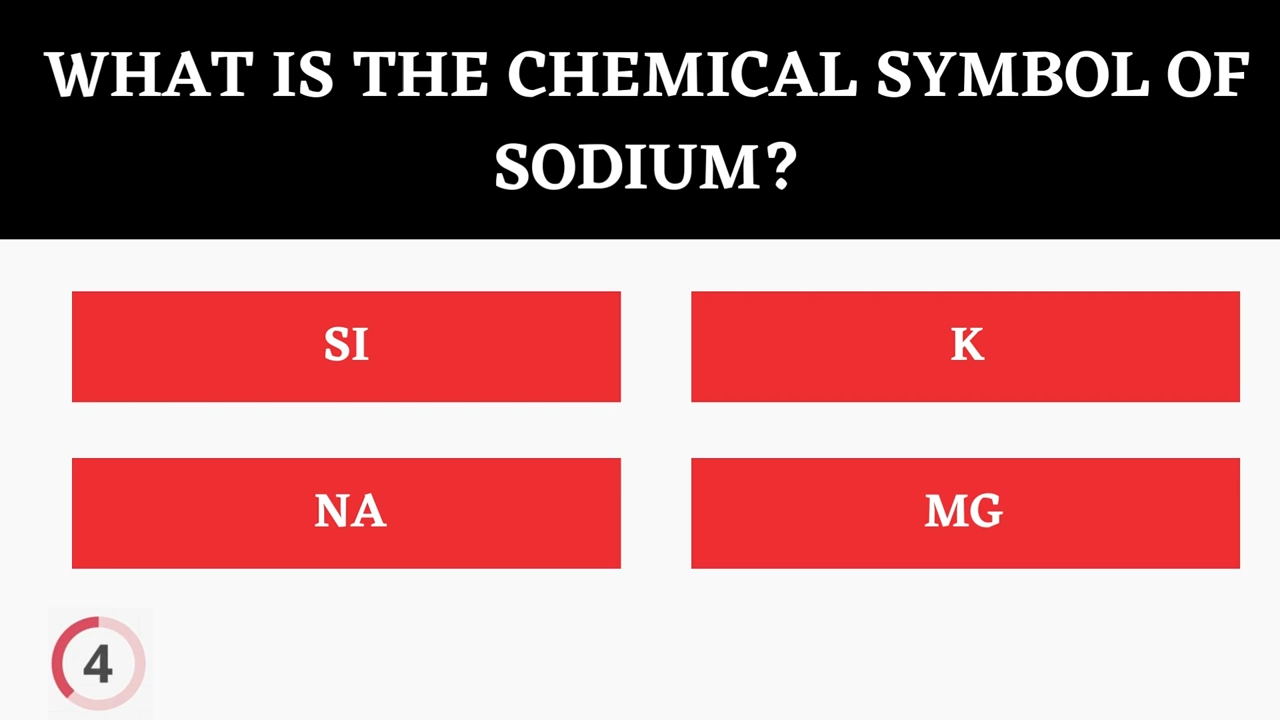 WHAT IS THE CHEMICAL SYMBOL OF
SODIUM?
SI
K
NA
MG
4